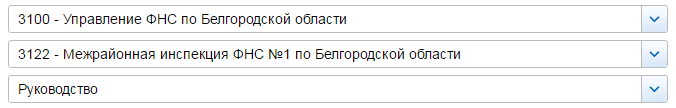 3100 - Управление ФНС по Белгородской области
3122 - Межрайонная инспекция ФНС №1 по Белгородской области
Руководство